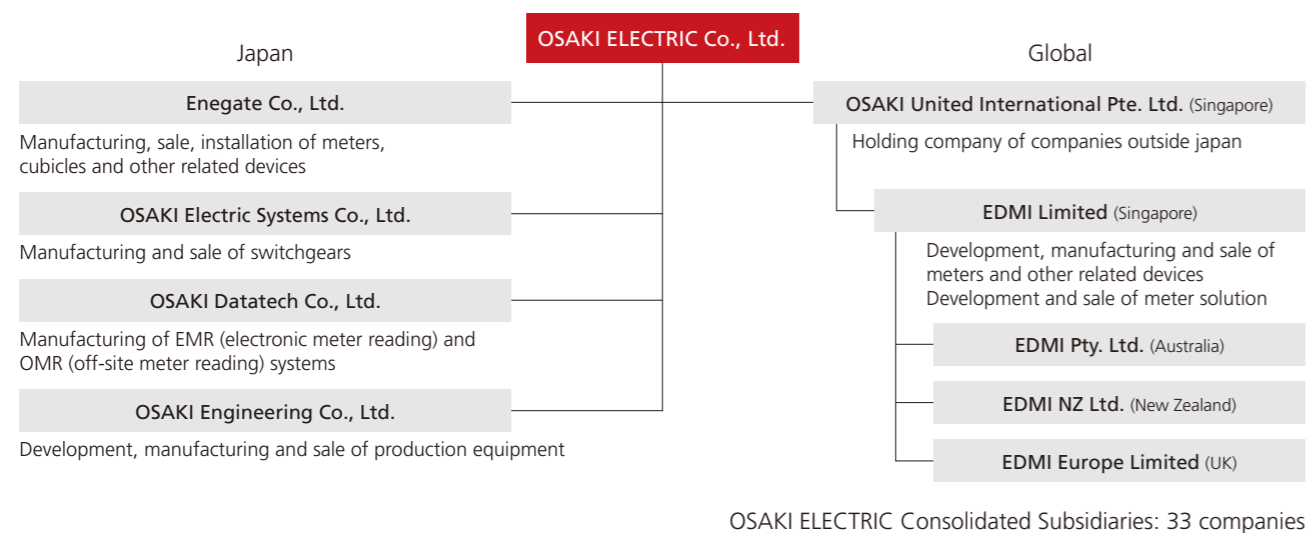 OSAKI ELECTRIC Co., Ltd.
Japan
Enegate Co., Ltd.
Manufacturing, sale, installation of meters,
cubicles and other related devices
OSAKI Electric Systems Co., Ltd.
Manufacturing and sale of switchgears
OSAKI Datatech Co., Ltd.
Manufacturing of EMR (electronic meter reading) and
OMR (off-site meter reading) systems
OSAKI Engineering Co., Ltd.
Development, manufacturing and sale of production equipment
Global
OSAKI United International Pte. Ltd. (Singapore)
Holding company of companies outside japan
EDMI Limited (Singapore)
Development, manufacturing and sale of
meters and other related devices
Development and sale of meter solution
EDMI Pty. Ltd. (Australia)
EDMI NZ Ltd. (New Zealand)
EDMI Europe Limited (UK)
OSAKI ELECTRIC Consolidated Subsidiaries: 33 companies